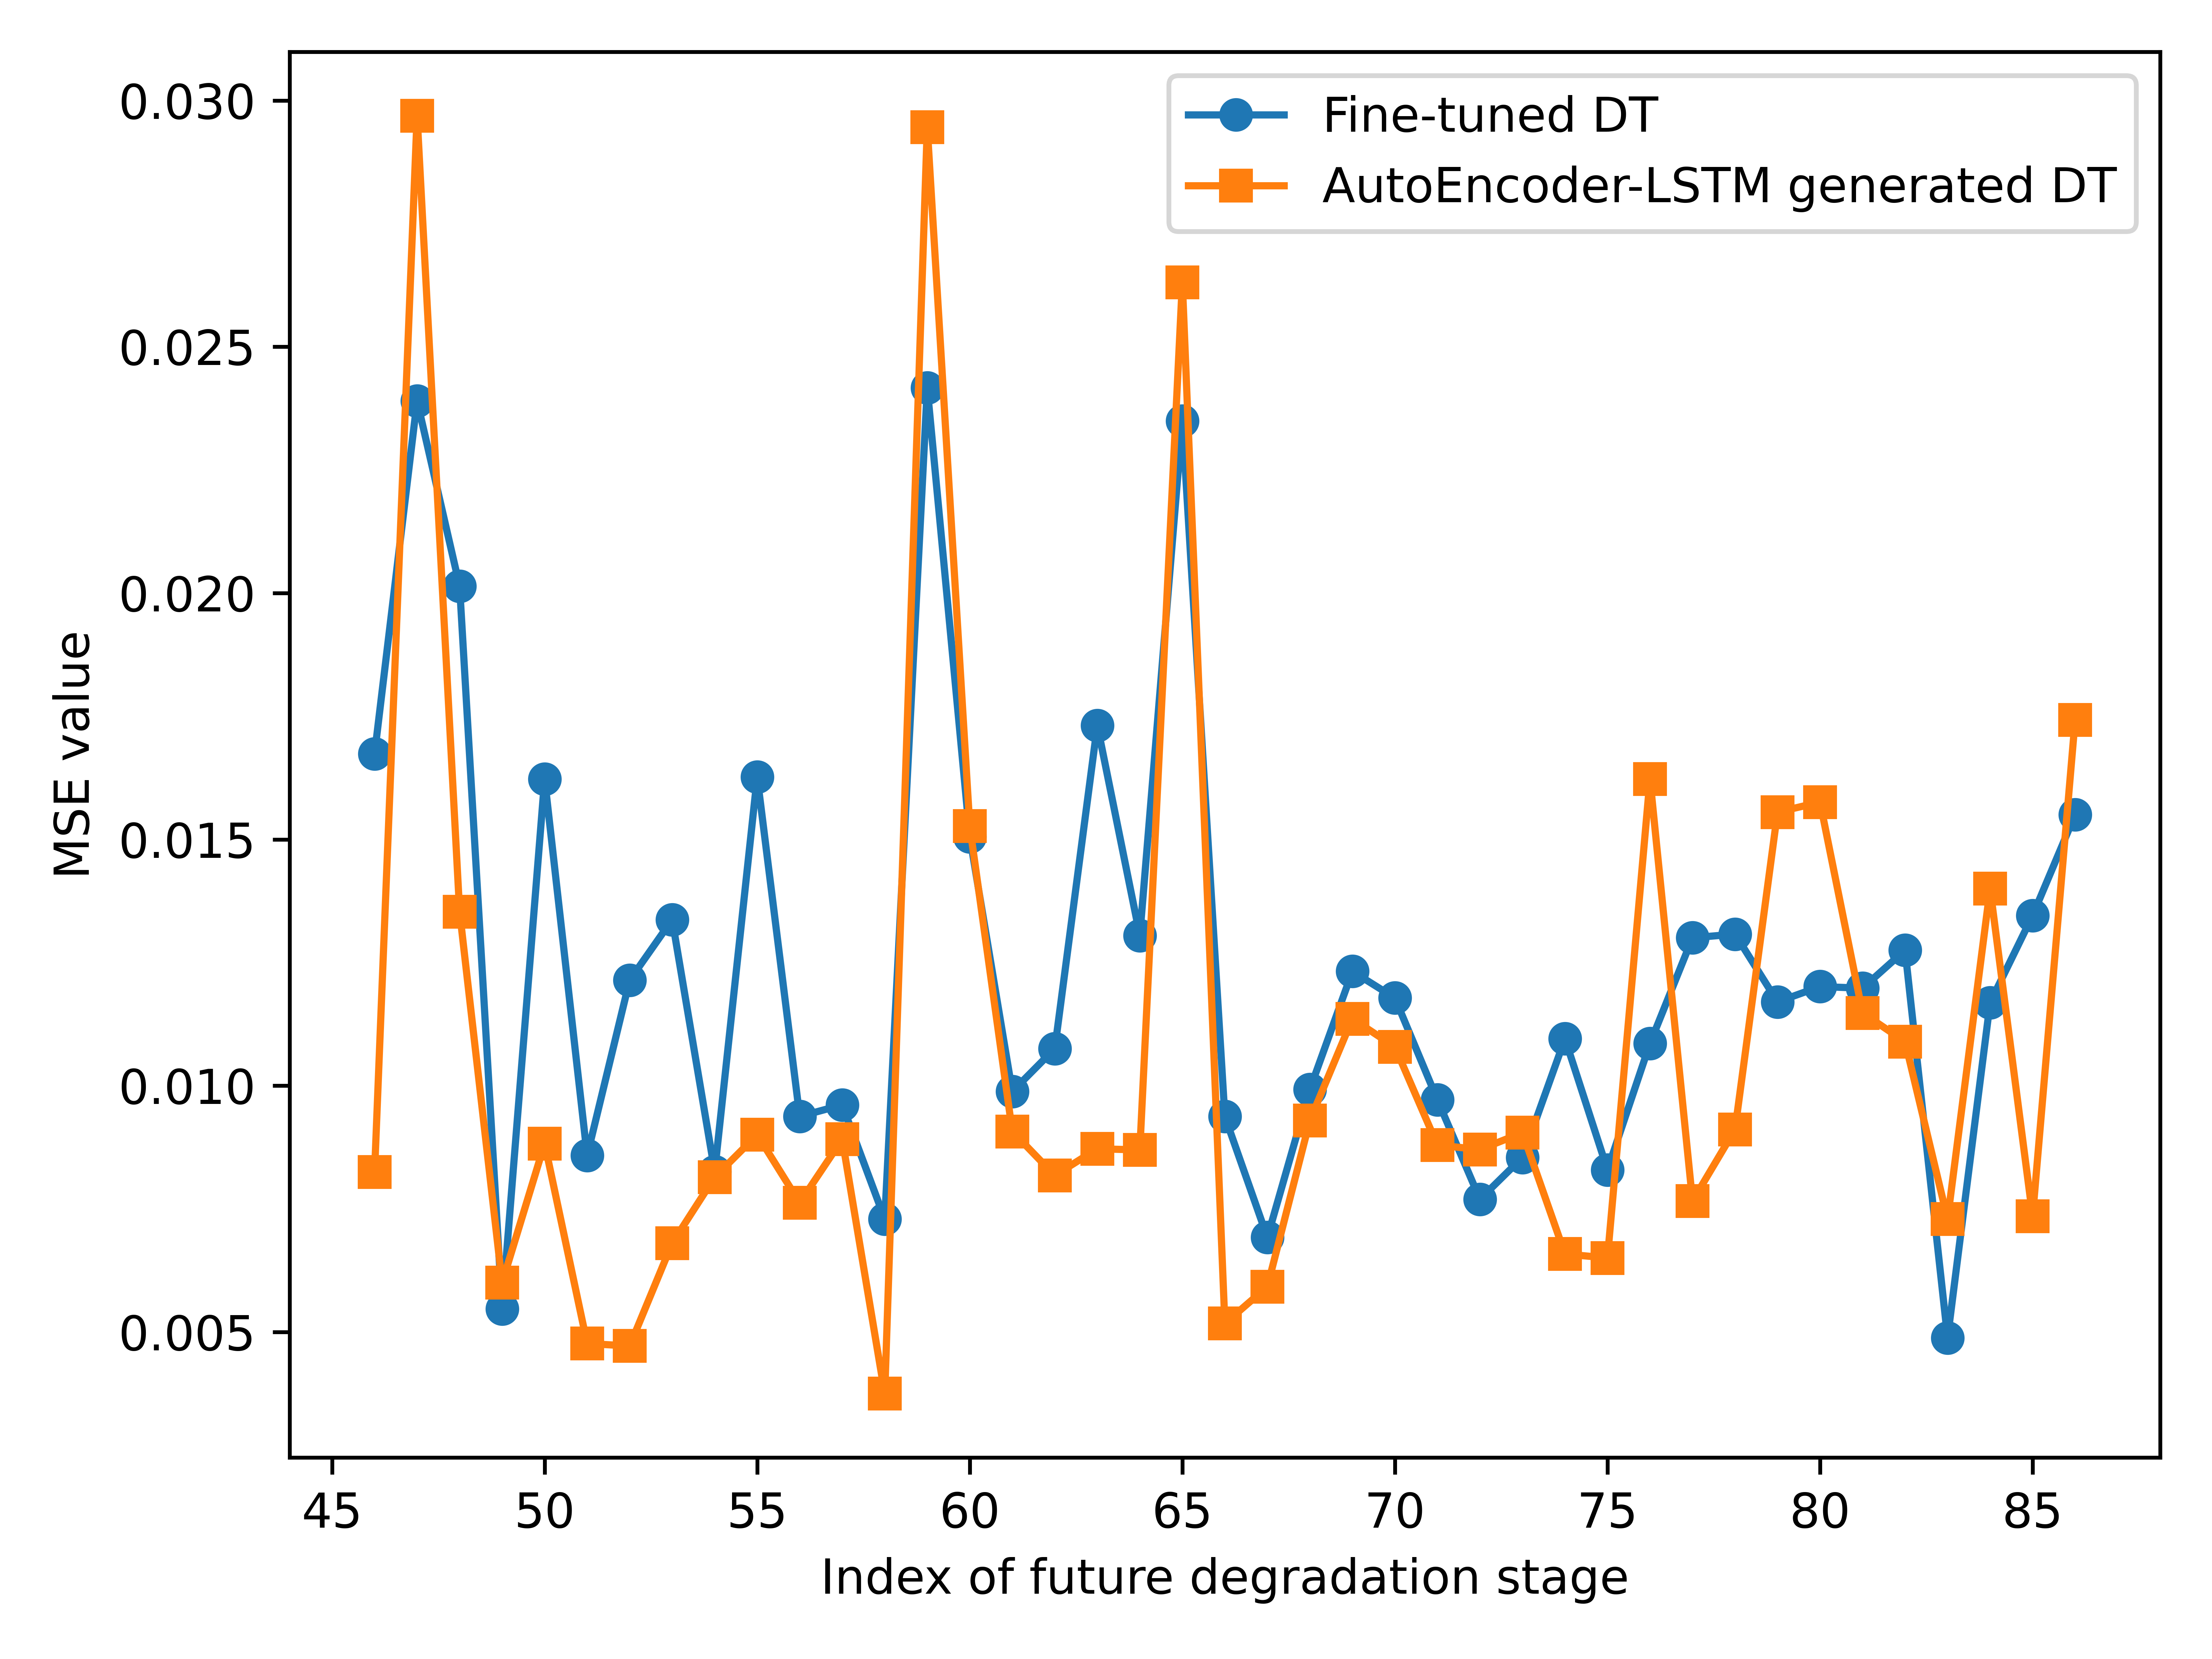 Fine-tuned DT
AutoEncoder-LSTM generated DT
0.030
0.025
0.020
0.015
0.010
0.005
MSE value
45 50 55 60 65 70 75 80 85
Index of future degradation stage